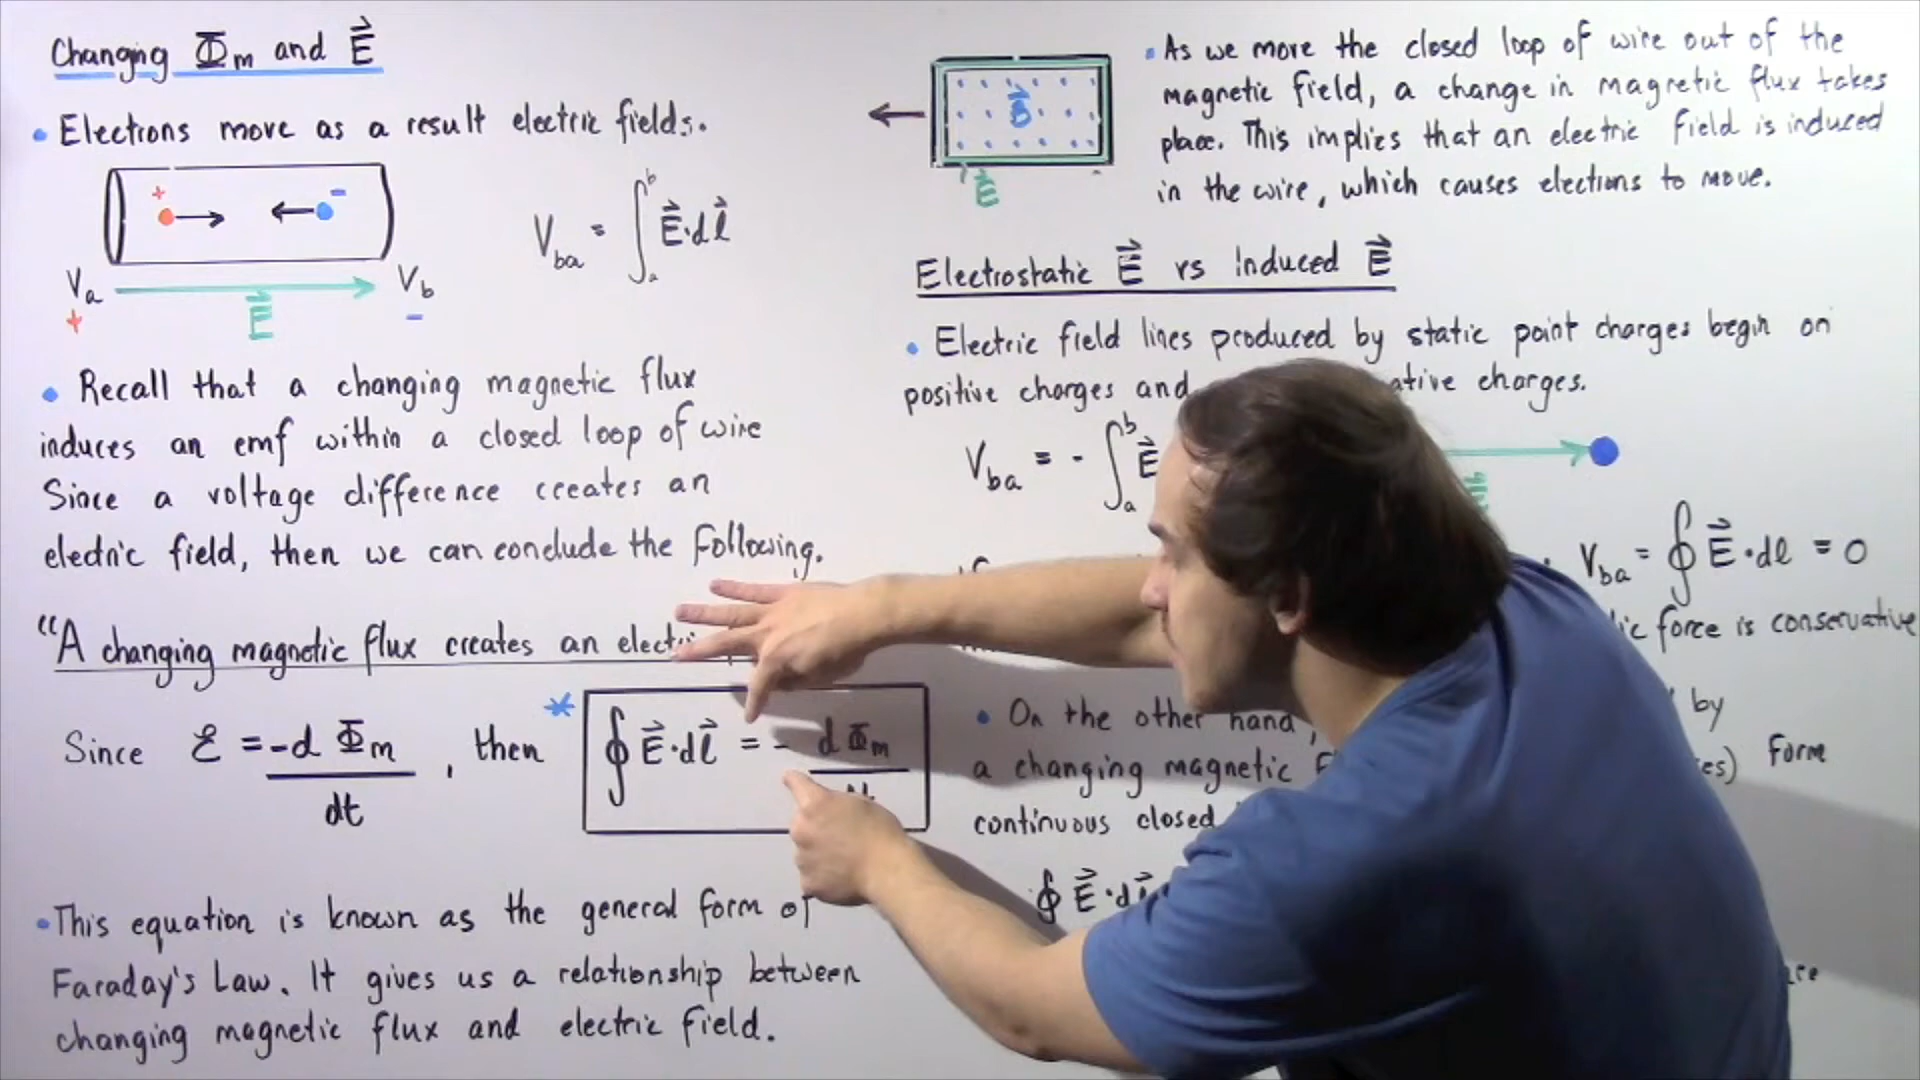 Changing Φm and E⃗
• Electrons move as a result electric fields.
+ -
Va E⃗ Vb
+ -
Vba = ∫ₐᵇ E⃗·dl⃗
• Recall that a changing magnetic flux
induces an emf within a closed loop of wire
Since a voltage difference creates an
electric field, then we can conclude the following.
"A changing magnetic flux creates an
Since ℰ = -dΦm/dt , then * ∮E⃗·dl⃗ = - dΦm
• This equation is known as the general form of
Faraday's Law. It gives us a relationship between
changing magnetic flux and electric field.
B⃗
E⃗
• As we move the closed loop of wire out of the
magnetic field, a change in magnetic flux takes
place. This implies that an electric field is induced
in the wire, which causes electrons to move.
Electrostatic E⃗ vs Induced E⃗
• Electric field lines produced by static point charges begin on
positive charges and charges.
Vba = - ∫ₐᵇ E⃗
Vba = ∮E⃗·dl = 0
force is conservative
by
• On the other hand,
a changing magnetic form
continuous closed
∮E⃗·dl⃗